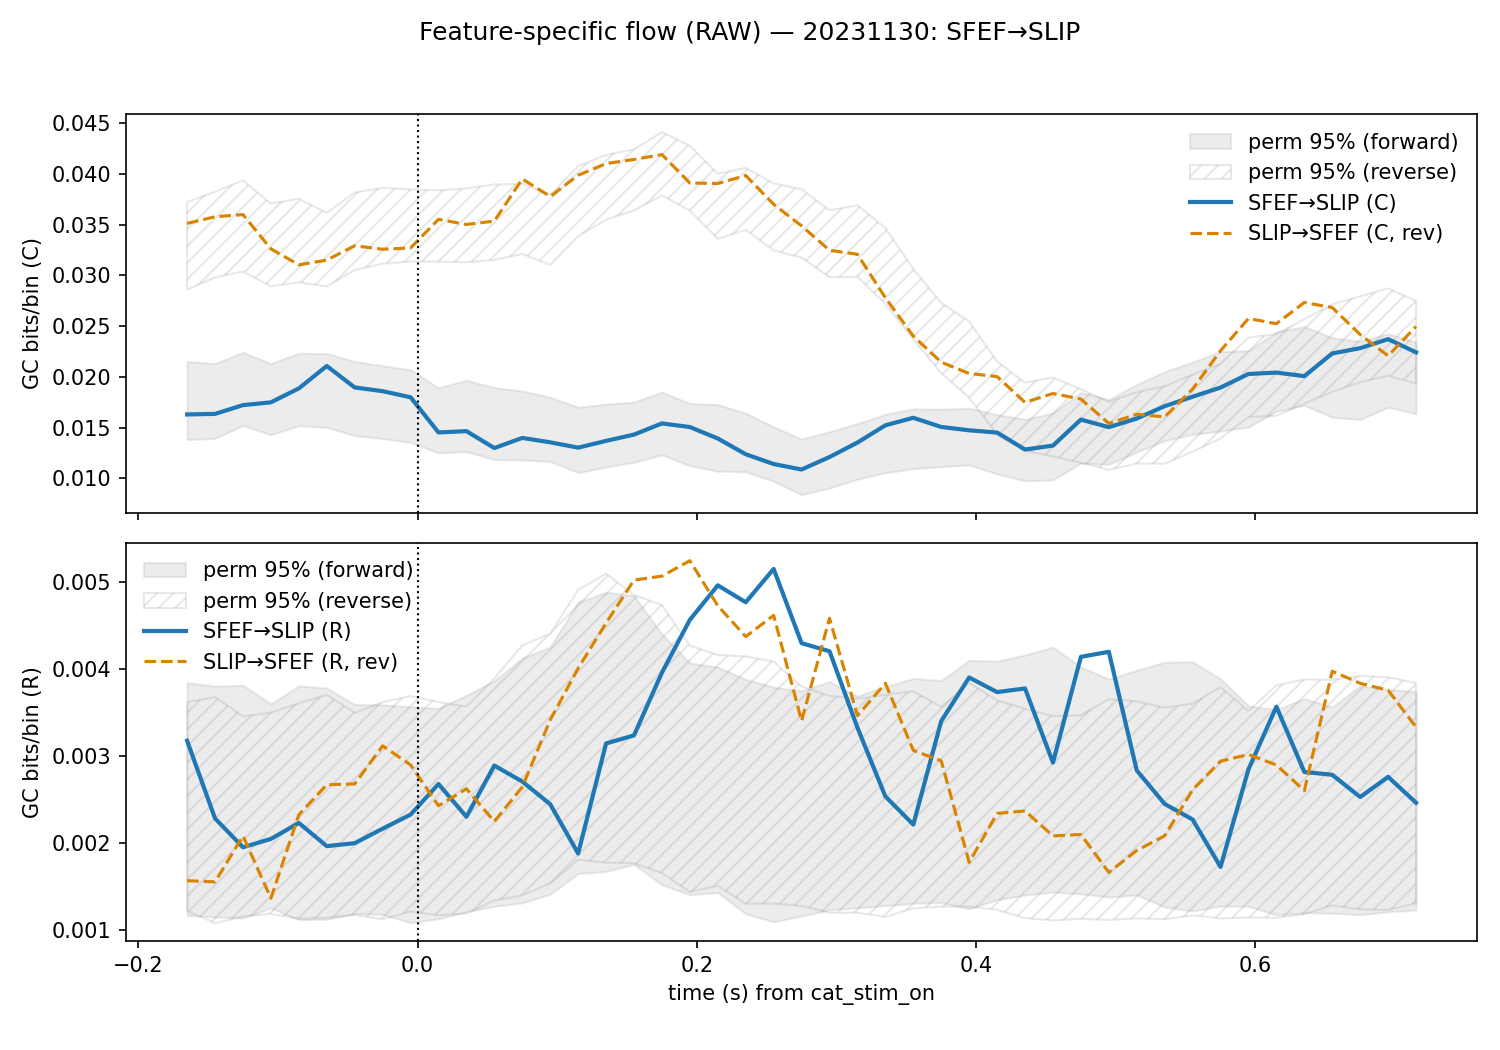 Feature-specific flow (RAW) — 20231130: SFEF→SLIP
GC bits/bin (C)
0.045
0.040
0.035
0.030
0.025
0.020
0.015
0.010
perm 95% (forward)
perm 95% (reverse)
SFEF→SLIP (C)
SLIP→SFEF (C, rev)
GC bits/bin (R)
0.005
0.004
0.003
0.002
0.001
perm 95% (forward)
perm 95% (reverse)
SFEF→SLIP (R)
SLIP→SFEF (R, rev)
−0.2 0.0 0.2 0.4 0.6
time (s) from cat_stim_on